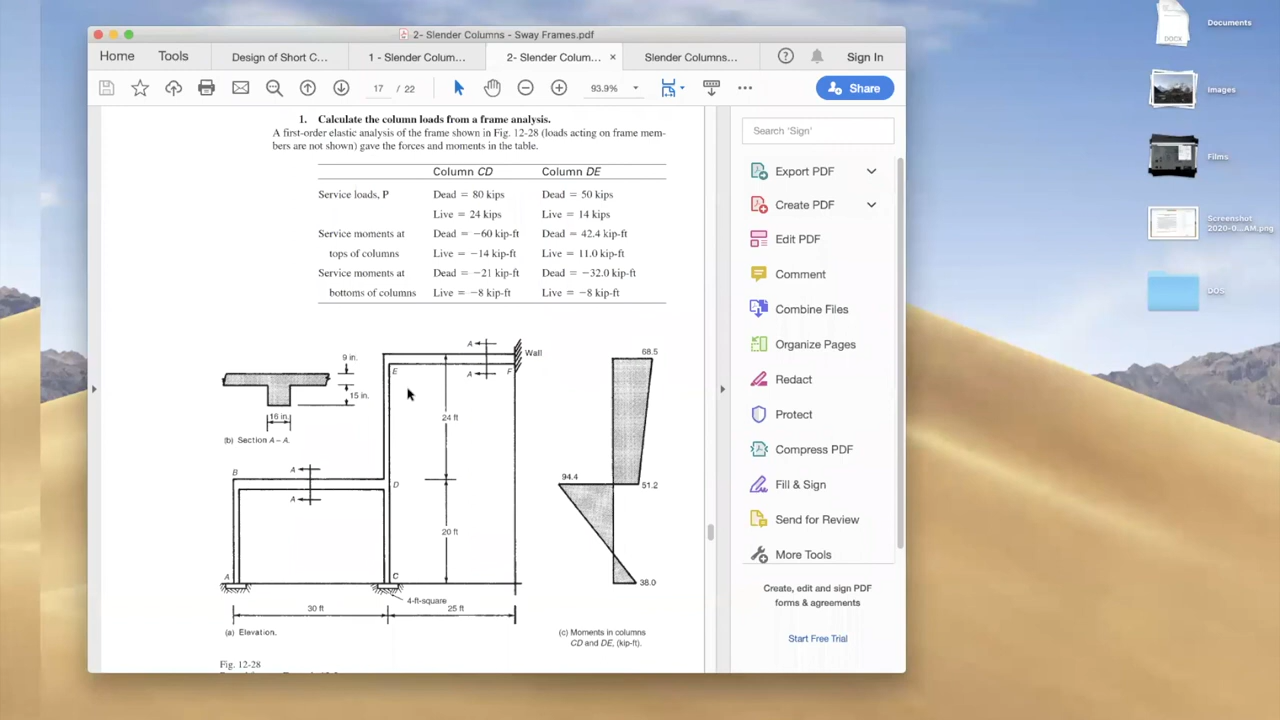 2- Slender Columns - Sway Frames.pdf
Home Tools Design of Short C... 1 - Slender Colum... 2- Slender Colum... × Slender Columns... Sign In
17 / 22 93.9% Share
1. Calculate the column loads from a frame analysis.
A first-order elastic analysis of the frame shown in Fig. 12-28 (loads acting on frame mem-
bers are not shown) gave the forces and moments in the table.
Column CD Column DE
Service loads, P Dead = 80 kips Dead = 50 kips
Live = 24 kips Live = 14 kips
Service moments at Dead = −60 kip-ft Dead = 42.4 kip-ft
tops of columns Live = −14 kip-ft Live = 11.0 kip-ft
Service moments at Dead = −21 kip-ft Dead = −32.0 kip-ft
bottoms of columns Live = −8 kip-ft Live = −8 kip-ft
9 in.
15 in.
16 in.
(b) Section A – A.
A
A
Wall
E
F
24 ft
B
A
A
D
20 ft
A
C
4-ft-square
30 ft
25 ft
(a) Elevation.
68.5
94.4
51.2
38.0
(c) Moments in columns
CD and DE, (kip-ft).
Fig. 12-28
Search 'Sign'
Export PDF
Create PDF
Edit PDF
Comment
Combine Files
Organize Pages
Redact
Protect
Compress PDF
Fill & Sign
Send for Review
More Tools
Create, edit and sign PDF
forms & agreements
Start Free Trial
DOCX
Documents
Images
Films
Screenshot
2020-0...AM.png
DOS